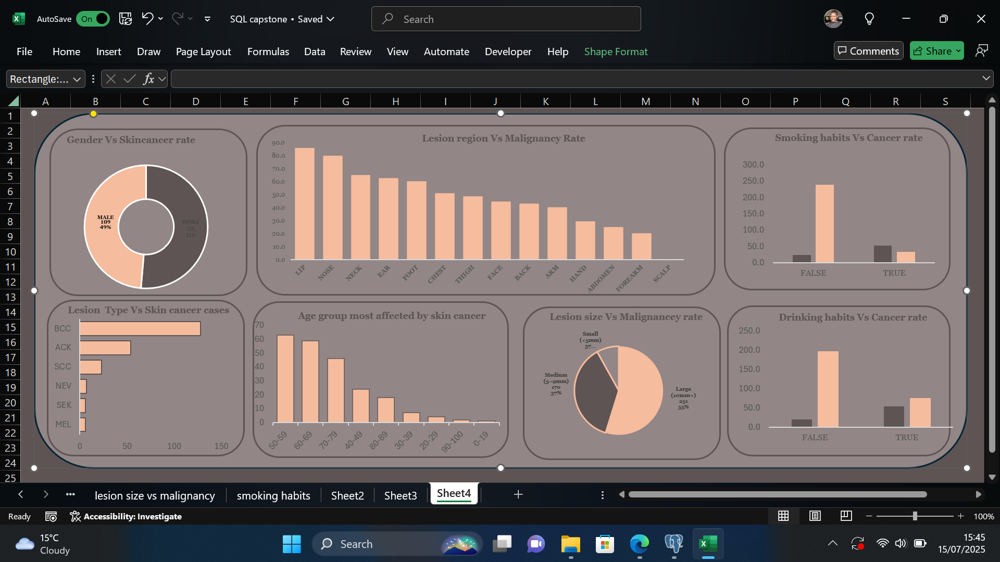 AutoSave On SQL capstone • Saved Search
File Home Insert Draw Page Layout Formulas Data Review View Automate Developer Help Shape Format Comments Share
Rectangle:... fx
A B C D E F G H I J K L M N O P Q R S
1
2
3
4
5
6
7
8
9
10
11
12
13
14
15
16
17
18
19
20
21
22
23
24
25
Gender Vs Skincancer rate
MALE
109
49%
FEMALE
115
51%
Lesion region Vs Malignancy Rate
90.0
80.0
70.0
60.0
50.0
40.0
30.0
20.0
10.0
0.0
LIP NOSE NECK EAR FOOT CHEST THIGH FACE BACK ARM HAND ABDOMEN FOREARM SCALP
Smoking habits Vs Cancer rate
300.0
250.0
200.0
150.0
100.0
50.0
0.0
FALSE TRUE
Lesion Type Vs Skin cancer cases
BCC
ACK
SCC
NEV
SEK
MEL
0 50 100 150
Age group most affected by skin cancer
70
60
50
40
30
20
10
0
50-59 60-69 70-79 40-49 80-89 30-39 20-29 90-100 0-19
Lesion size Vs Malignancey rate
Small
(<5mm)
37...
Medium
(5–9mm)
170
37%
Large
(10mm+)
251
55%
Drinking habits Vs Cancer rate
250.0
200.0
150.0
100.0
50.0
0.0
FALSE TRUE
lesion size vs malignancy smoking habits Sheet2 Sheet3 Sheet4
Ready Accessibility: Investigate 100%
15°C
Cloudy
Search
15:45
15/07/2025